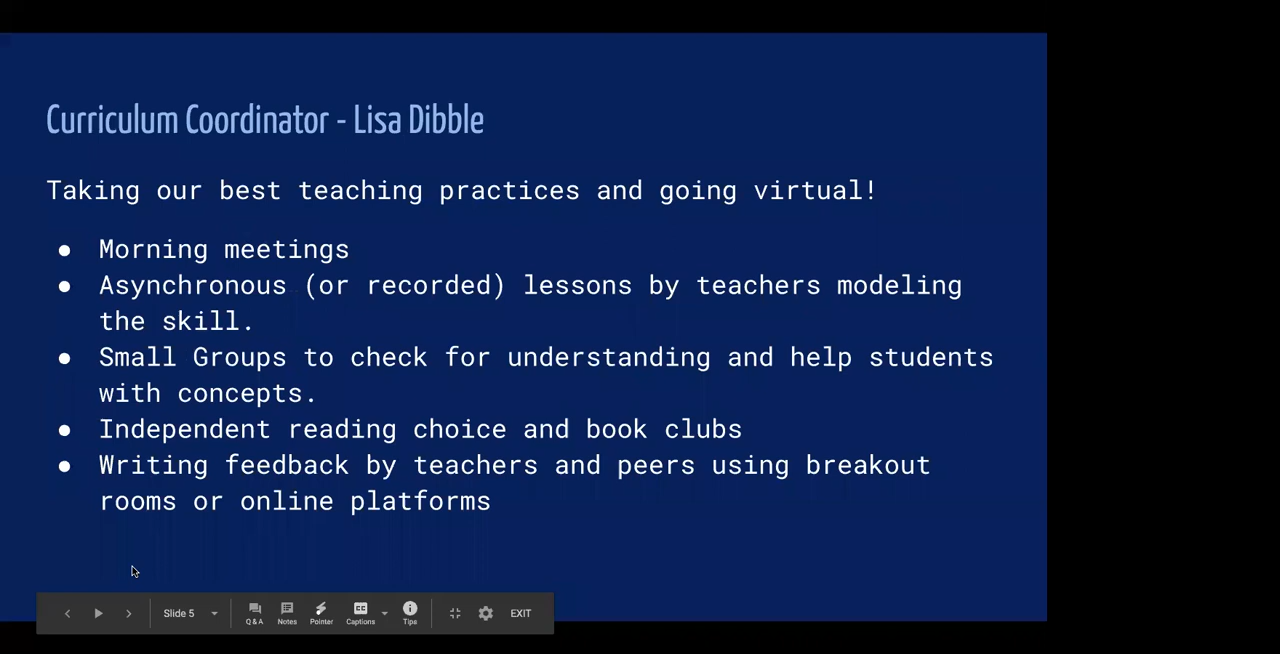 Curriculum Coordinator - Lisa Dibble
Taking our best teaching practices and going virtual!
● Morning meetings
● Asynchronous (or recorded) lessons by teachers modeling
the skill.
● Small Groups to check for understanding and help students
with concepts.
● Independent reading choice and book clubs
● Writing feedback by teachers and peers using breakout
rooms or online platforms
Slide 5
Q & A
Notes
Pointer
CC
Captions
Tips
EXIT